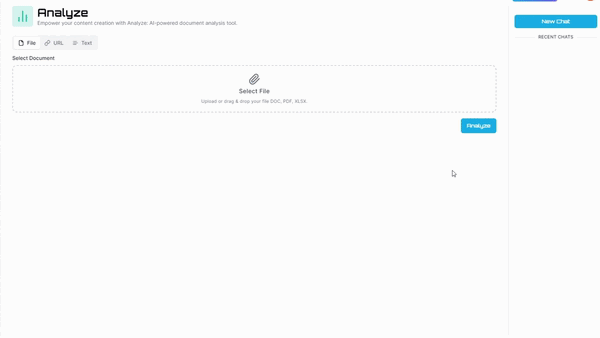 Analyze
Empower your content creation with Analyze: AI-powered document analysis tool.
File
URL
Text
Select Document
Select File
Upload or drag & drop your file DOC, PDF, XLEX
Analyze
New Chat
RECENT CHATS